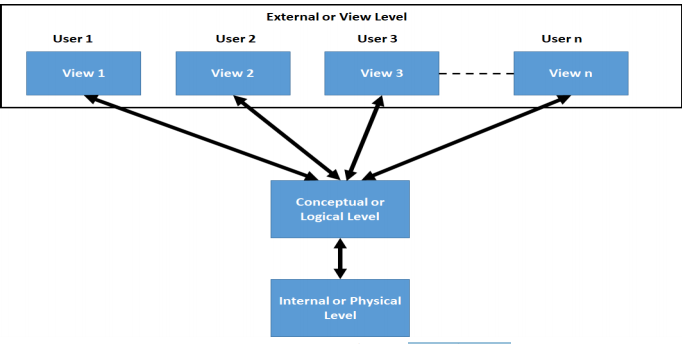 External or View Level
User 1 User 2 User 3 User n
View 1 View 2 View 3 View n
Conceptual or
Logical Level
Internal or Physical
Level